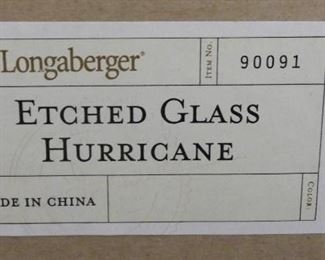 Longaberger®
ITEM NO.
90091
ETCHED GLASS
HURRICANE
DE IN CHINA
COLOR